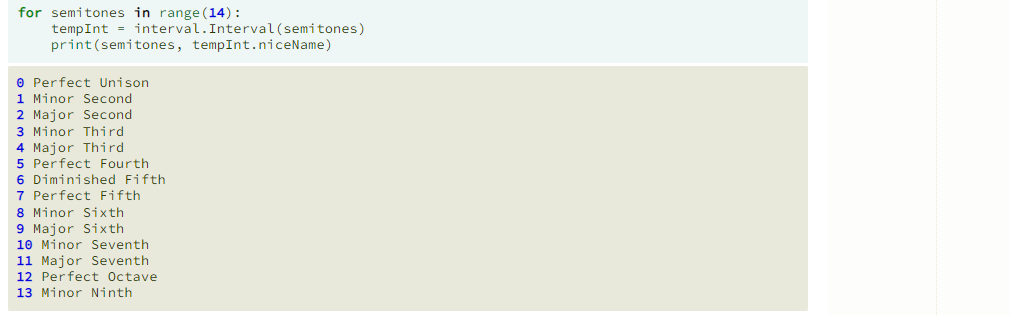 for semitones in range(14):
    tempInt = interval.Interval(semitones)
    print(semitones, tempInt.niceName)
0 Perfect Unison
1 Minor Second
2 Major Second
3 Minor Third
4 Major Third
5 Perfect Fourth
6 Diminished Fifth
7 Perfect Fifth
8 Minor Sixth
9 Major Sixth
10 Minor Seventh
11 Major Seventh
12 Perfect Octave
13 Minor Ninth